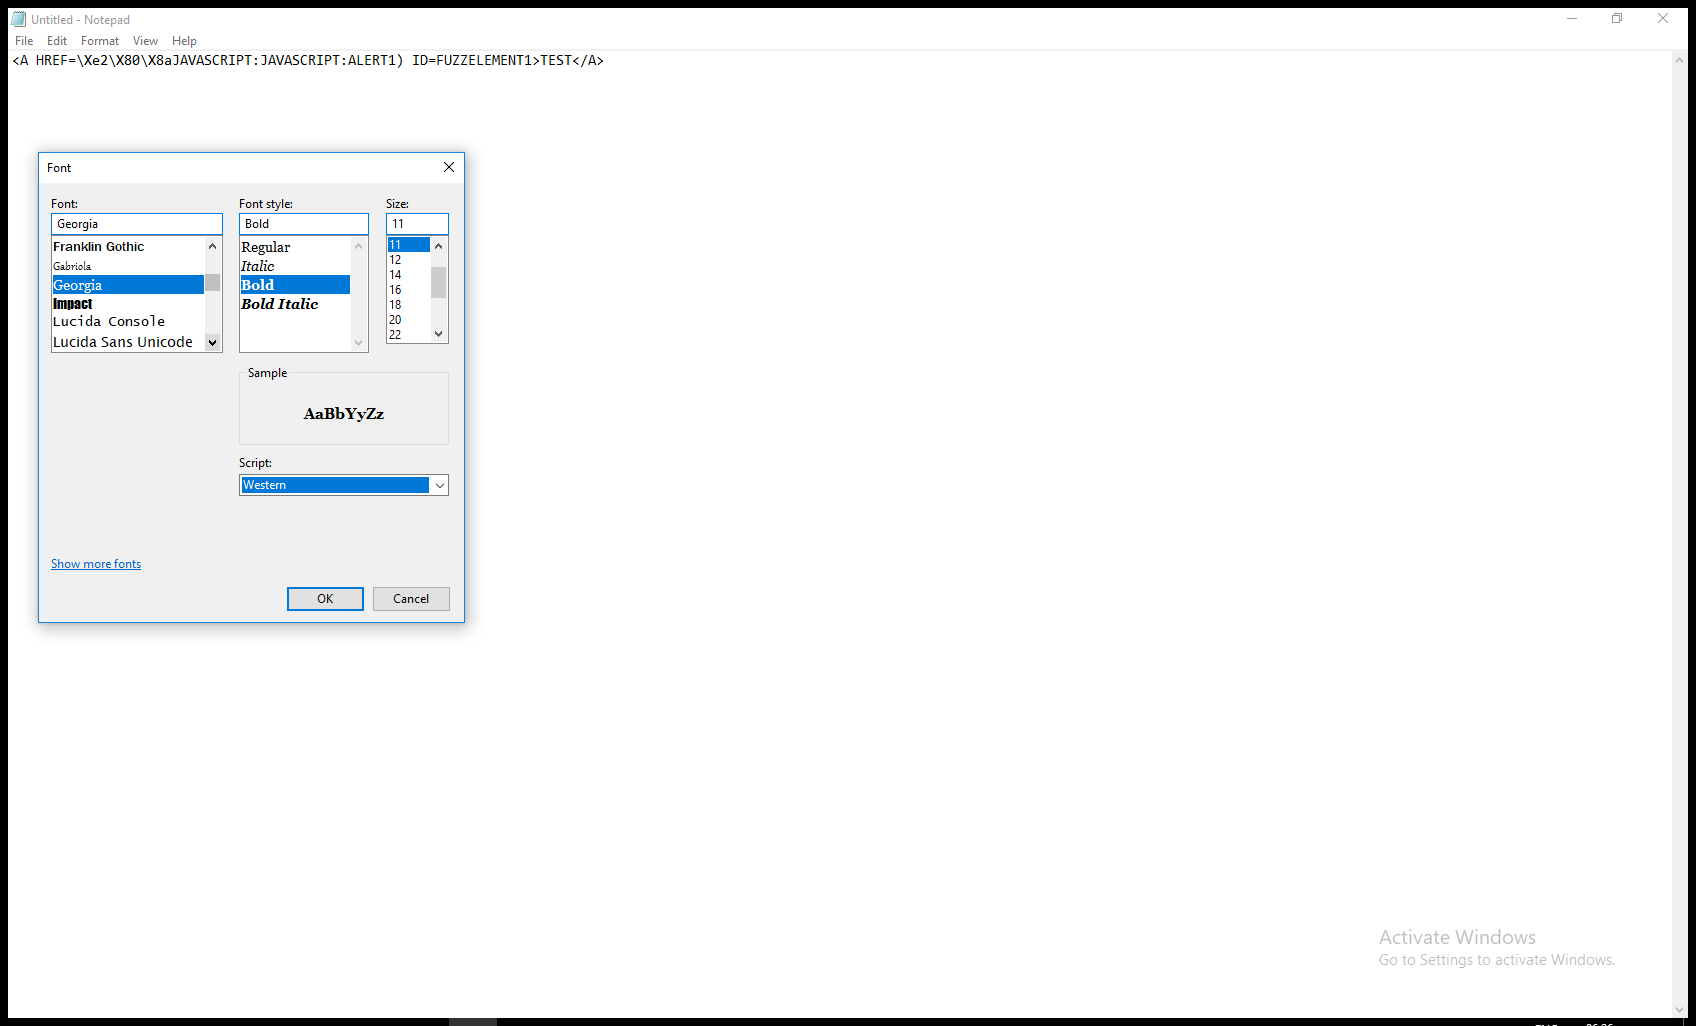 Untitled - Notepad
File Edit Format View Help
<A HREF=\Xe2\X80\X8aJAVASCRIPT:JAVASCRIPT:ALERT1) ID=FUZZELEMENT1>TEST</A>
Font
Font: Font style: Size:
Georgia Bold 11
Franklin Gothic Regular 11
Gabriola Italic 12
Georgia Bold 14
Impact Bold Italic 16
Lucida Console 18
Lucida Sans Unicode 20
22
Sample
AaBbYyZz
Script:
Western
Show more fonts
OK Cancel
Activate Windows
Go to Settings to activate Windows.